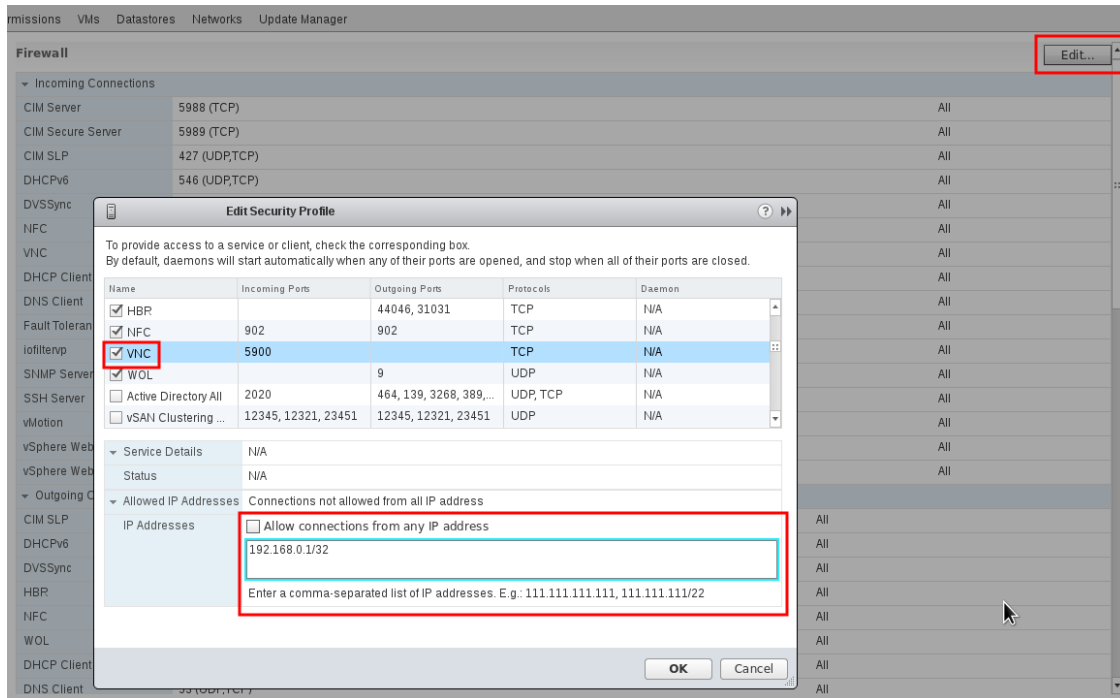 rmissions VMs Datastores Networks Update Manager
Firewall
Edit...
Incoming Connections
CIM Server 5988 (TCP) All
CIM Secure Server 5989 (TCP) All
CIM SLP 427 (UDP,TCP) All
DHCPv6 546 (UDP,TCP) All
DVSSync All
NFC All
VNC All
DHCP Client All
DNS Client All
Fault Toleran All
iofiltervp All
SNMP Server All
SSH Server All
vMotion All
vSphere Web All
vSphere Web All
Outgoing C
CIM SLP All
DHCPv6 All
DVSSync All
HBR All
NFC All
WOL All
DHCP Client All
DNS Client 53 (UDP,TCP) All
Edit Security Profile
To provide access to a service or client, check the corresponding box.
By default, daemons will start automatically when any of their ports are opened, and stop when all of their ports are closed.
Name Incoming Ports Outgoing Ports Protocols Daemon
HBR 44046, 31031 TCP N/A
NFC 902 902 TCP N/A
VNC 5900 TCP N/A
WOL 9 UDP N/A
Active Directory All 2020 464, 139, 3268, 389,... UDP, TCP N/A
vSAN Clustering ... 12345, 12321, 23451 12345, 12321, 23451 UDP N/A
Service Details N/A
Status N/A
Allowed IP Addresses Connections not allowed from all IP address
IP Addresses Allow connections from any IP address
192.168.0.1/32
Enter a comma-separated list of IP addresses. E.g.: 111.111.111.111, 111.111.111/22
OK Cancel